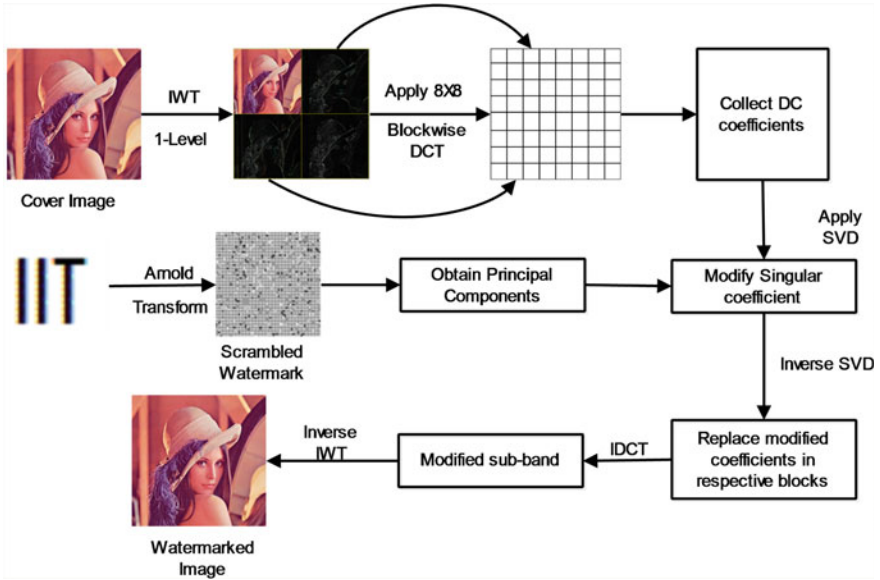 IWT
1-Level
Cover Image
Apply 8X8
Blockwise
DCT
Collect DC
coefficients
Apply
SVD
IIT
Arnold
Transform
Scrambled
Watermark
Obtain Principal
Components
Modify Singular
coefficient
Inverse SVD
Replace modified
coefficients in
respective blocks
IDCT
Modified sub-band
Inverse
IWT
Watermarked
Image